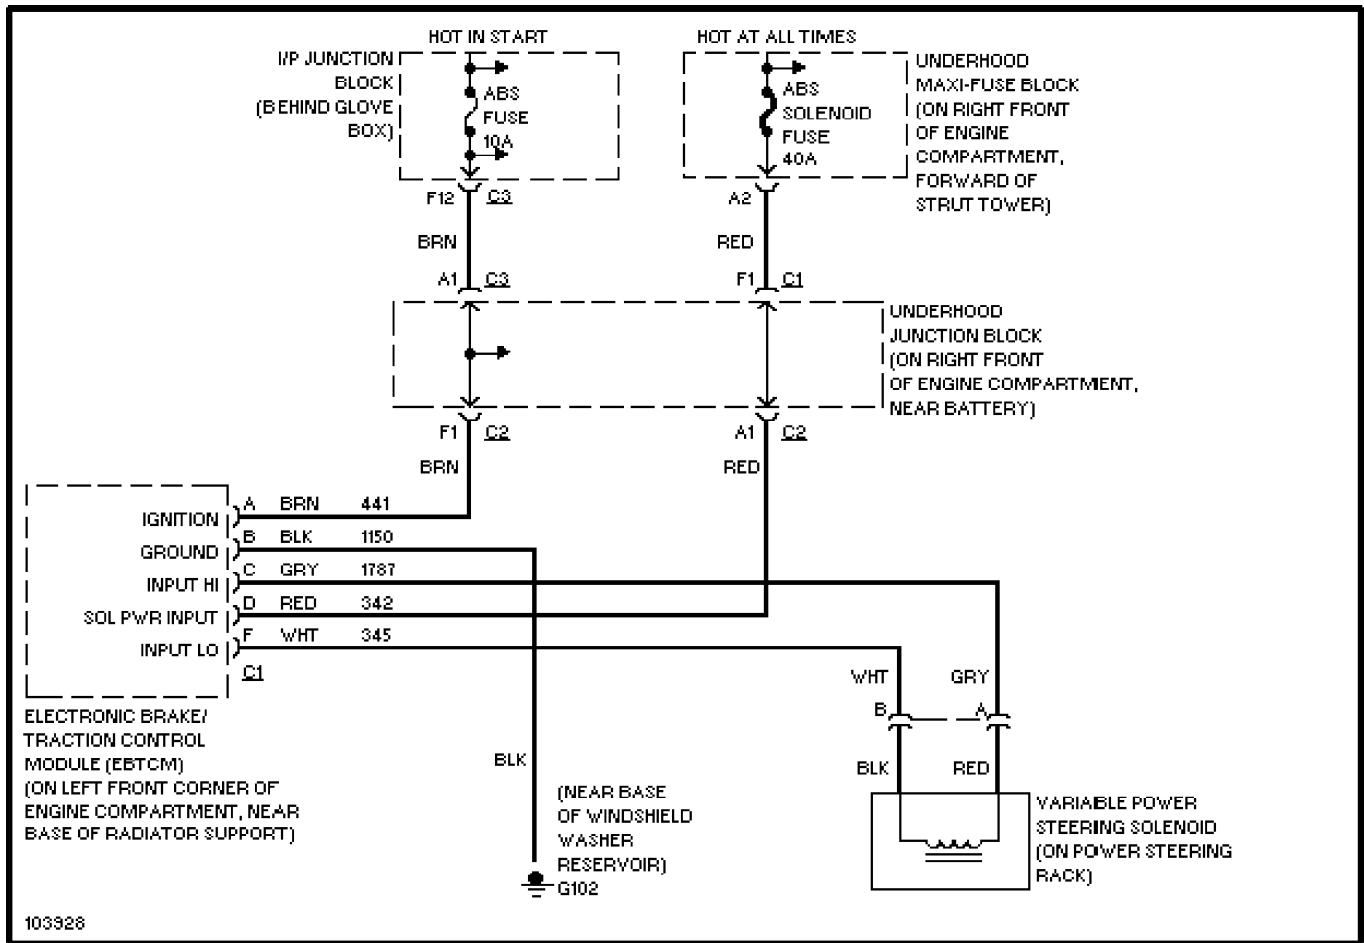 HOT IN START
HOT AT ALL TIMES
I/P JUNCTION
BLOCK
(BEHIND GLOVE
BOX)
ABS
FUSE
10A
ABS
SOLENOID
FUSE
40A
UNDERHOOD
MAXI-FUSE BLOCK
(ON RIGHT FRONT
OF ENGINE
COMPARTMENT,
FORWARD OF
STRUT TOWER)
F12 C3
A2
BRN
RED
A1 C3
F1 C1
UNDERHOOD
JUNCTION BLOCK
(ON RIGHT FRONT
OF ENGINE COMPARTMENT,
NEAR BATTERY)
F1 C2
A1 C2
BRN
RED
IGNITION
A BRN 441
GROUND
B BLK 1150
INPUT HI
C GRY 1787
SOL PWR INPUT
D RED 342
INPUT LO
F WHT 345
C1
ELECTRONIC BRAKE/
TRACTION CONTROL
MODULE (EBTCM)
(ON LEFT FRONT CORNER OF
ENGINE COMPARTMENT, NEAR
BASE OF RADIATOR SUPPORT)
WHT
GRY
B
A
BLK
BLK
RED
(NEAR BASE
OF WINDSHIELD
WASHER
RESERVOIR)
G102
VARIABLE POWER
STEERING SOLENOID
(ON POWER STEERING
RACK)
103928